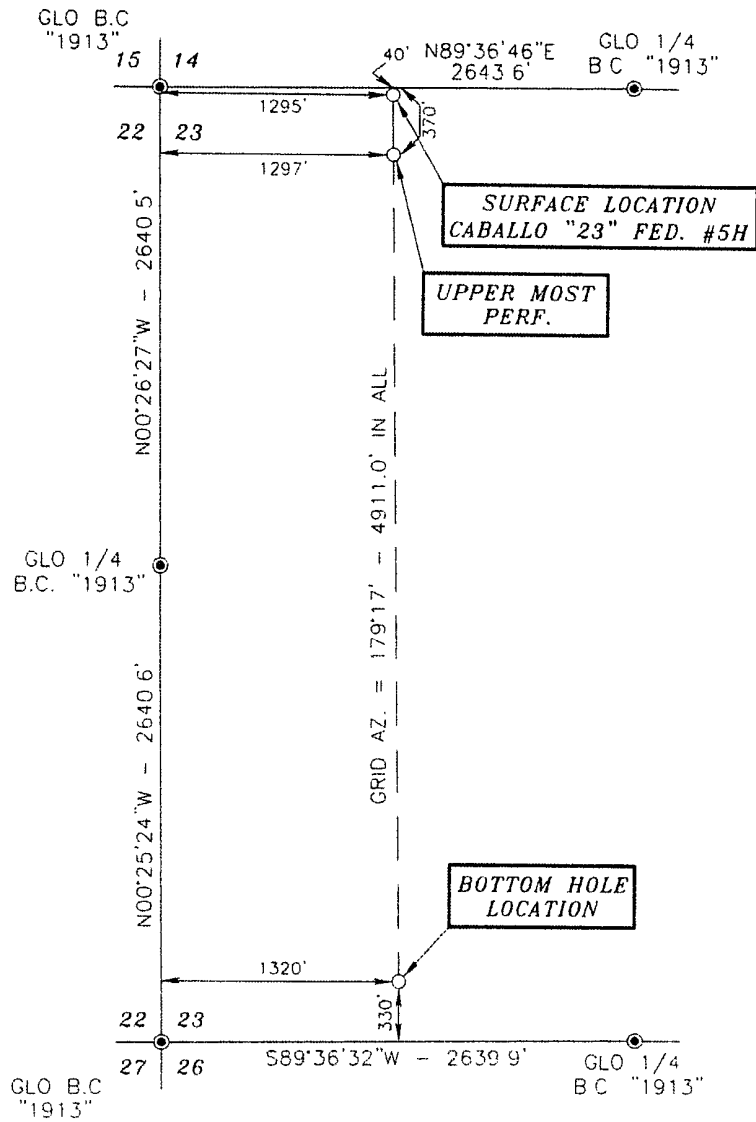 GLO B.C
"1913"
15 14
40'
N89°36'46"E
2643 6'
GLO 1/4
B C "1913"
1295'
370'
22 23
1297'
SURFACE LOCATION
CABALLO "23" FED. #5H
UPPER MOST
PERF.
N00°26'27"W - 2640 5'
GRID AZ. = 179°17' - 4911.0' IN ALL
GLO 1/4
B.C. "1913"
N00°25'24"W - 2640 6'
BOTTOM HOLE
LOCATION
1320'
330'
22 23
27 26
S89°36'32"W - 2639 9'
GLO B.C
"1913"
GLO 1/4
B C "1913"